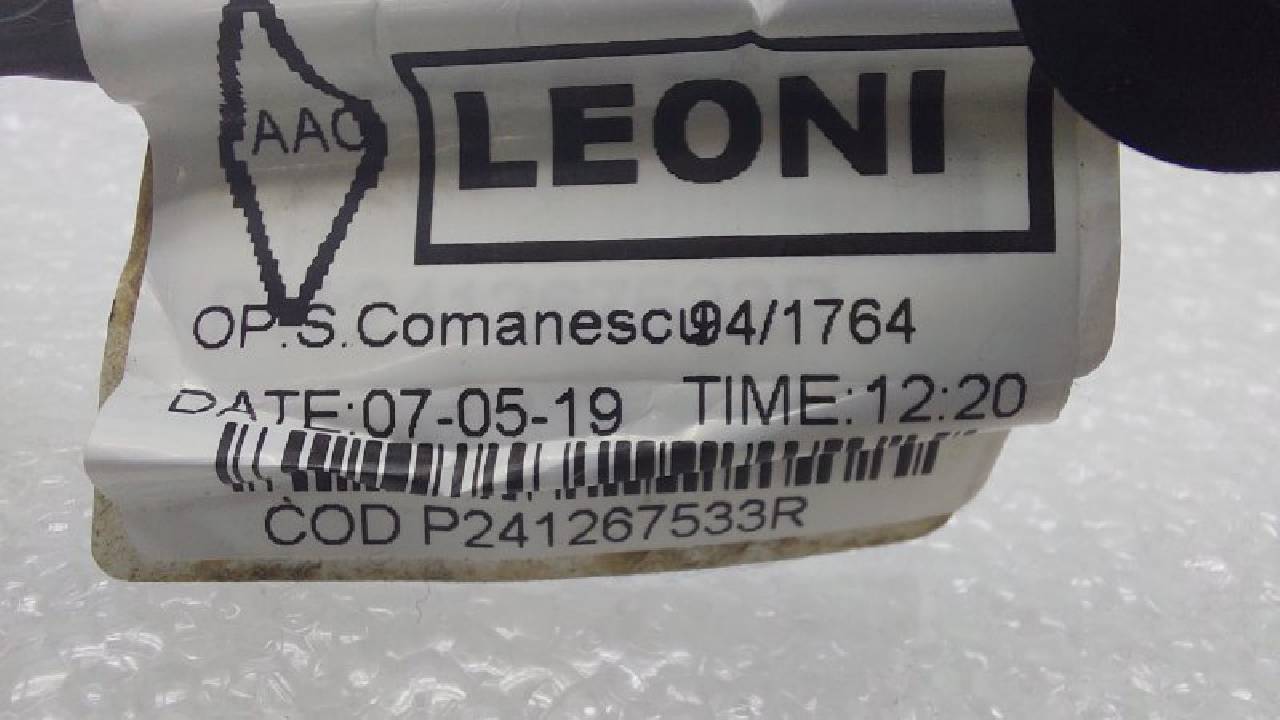 AAC
LEONI
OP.S.Comanescu94/1764
DATE:07-05-19 TIME:12:20
COD P241267533R